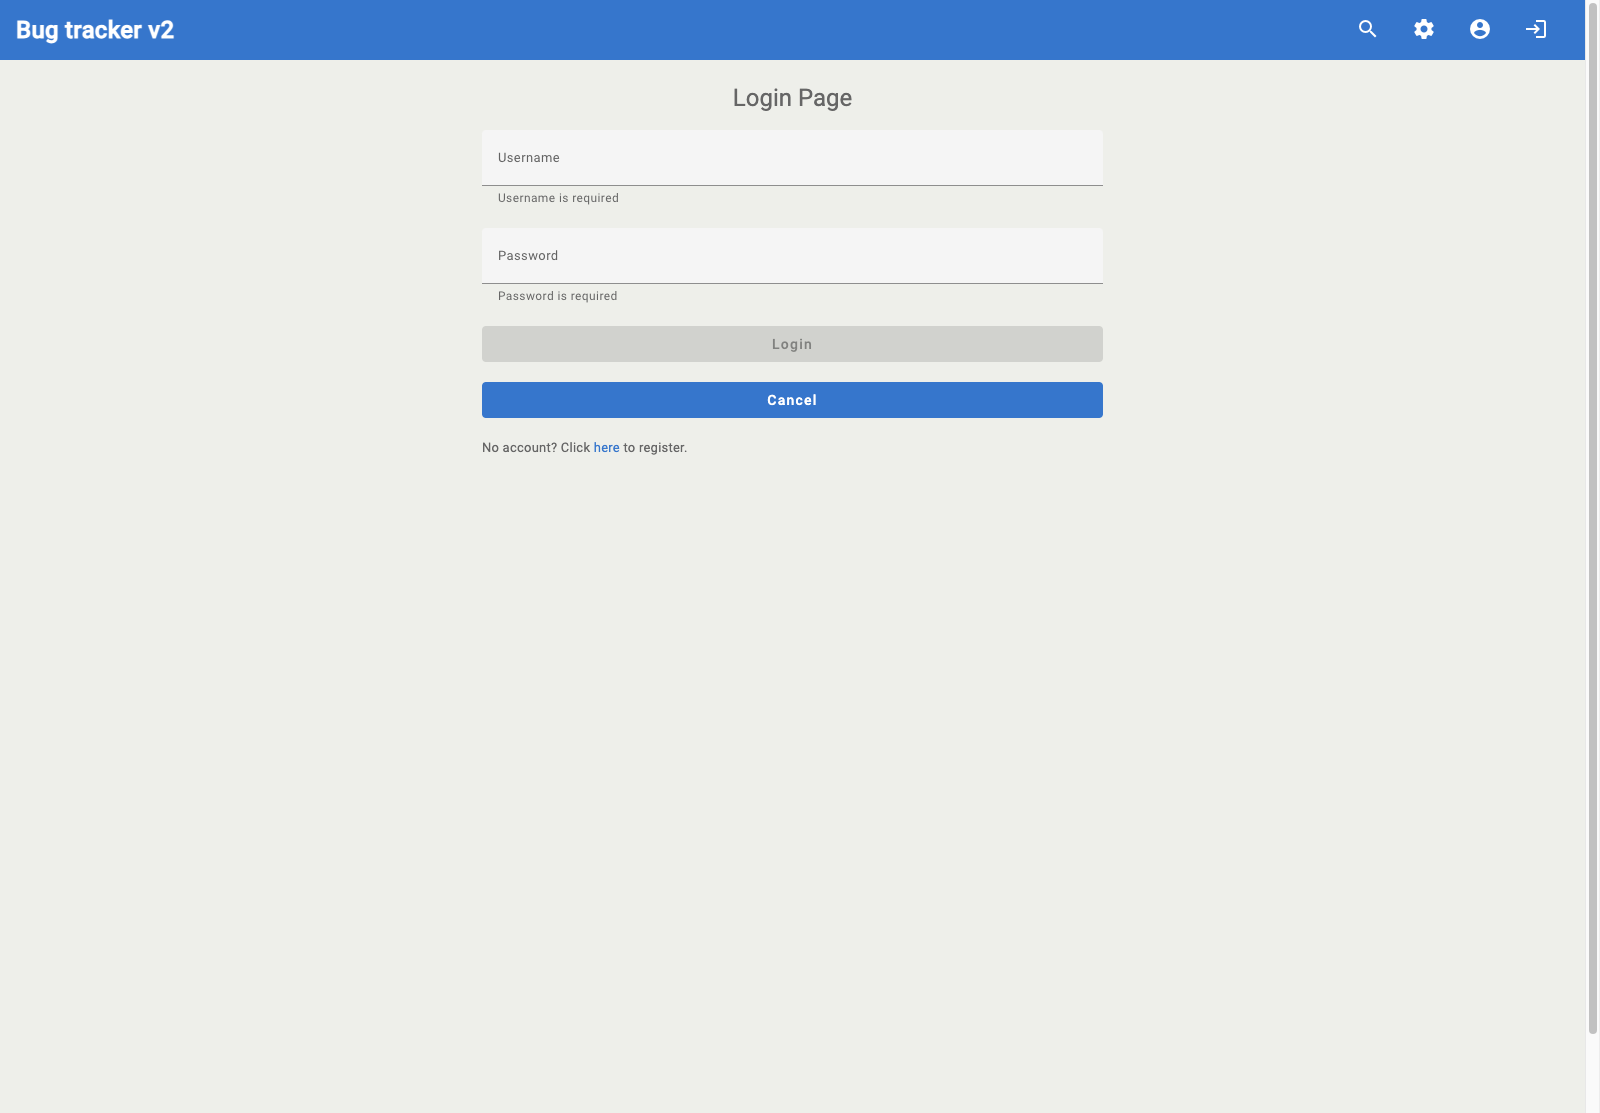 Bug tracker v2
Login Page
Username
Username is required
Password
Password is required
Login
Cancel
No account? Click here to register.